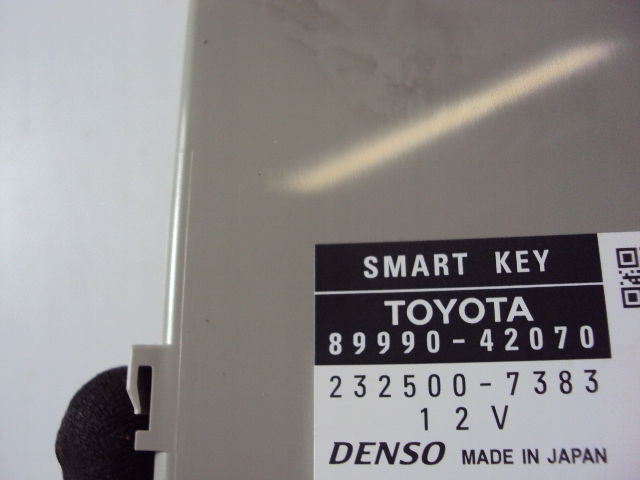 SMART KEY
TOYOTA
89990-42070
232500-7383
12V
DENSO MADE IN JAPAN